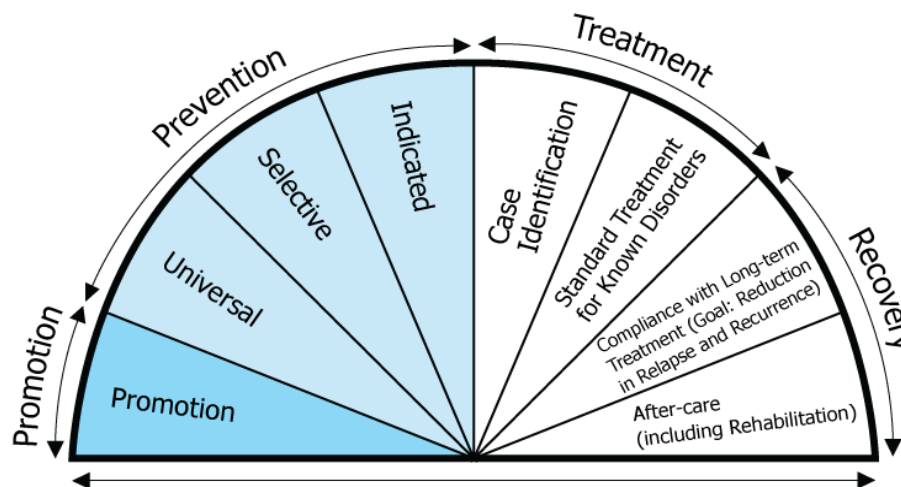 Promotion
Prevention
Treatment
Recovery
Promotion
Universal
Selective
Indicated
Case
Identification
Standard Treatment
for Known Disorders
Compliance with Long-term
Treatment (Goal: Reduction
in Relapse and Recurrence)
After-care
(including Rehabilitation)